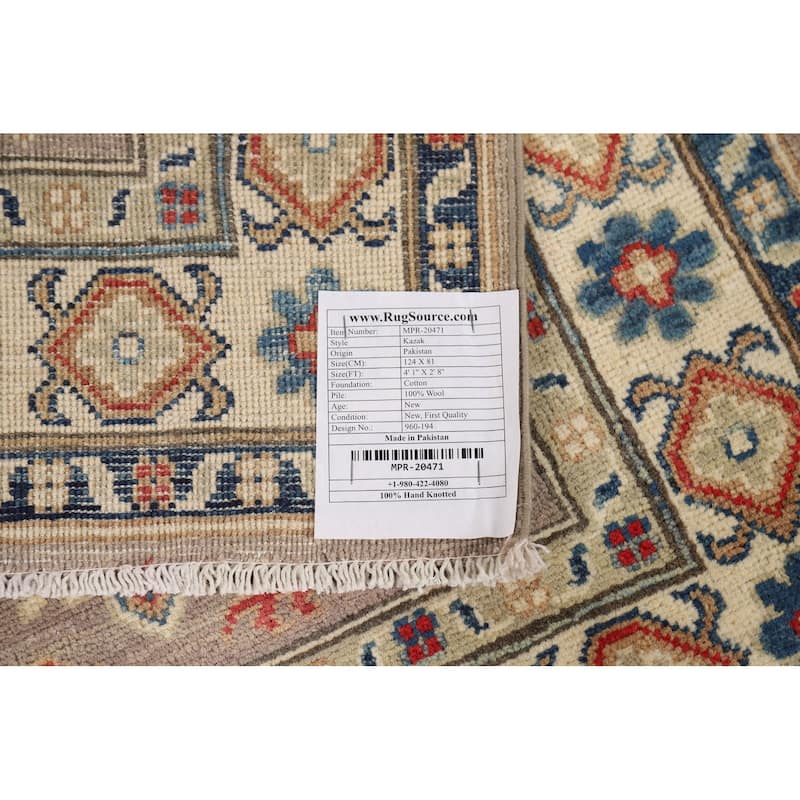 www.RugSource.com
Item Number: MPR-20471
Style Kazak
Origin Pakistan
Size(CM): 124 X 81
Size(FT): 4' 1" X 2' 8"
Foundation: Cotton
Pile: 100% Wool
Age: New
Condition: New, First Quality
Design No.: 960-194
Made in Pakistan
MPR-20471
+1-980-422-4080
100% Hand Knotted